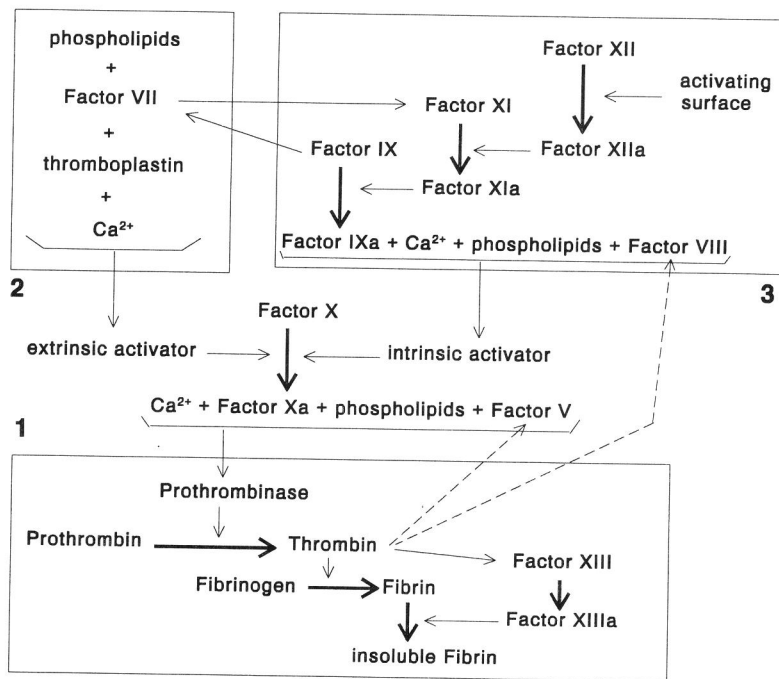 phospholipids
+
Factor VII
+
thromboplastin
+
Ca²⁺
2
Factor XII
activating
surface
Factor XI
Factor XIIa
Factor IX
Factor XIa
Factor IXa + Ca²⁺ + phospholipids + Factor VIII
3
Factor X
extrinsic activator
intrinsic activator
Ca²⁺ + Factor Xa + phospholipids + Factor V
1
Prothrombinase
Prothrombin
Thrombin
Factor XIII
Fibrinogen
Fibrin
Factor XIIIa
insoluble Fibrin